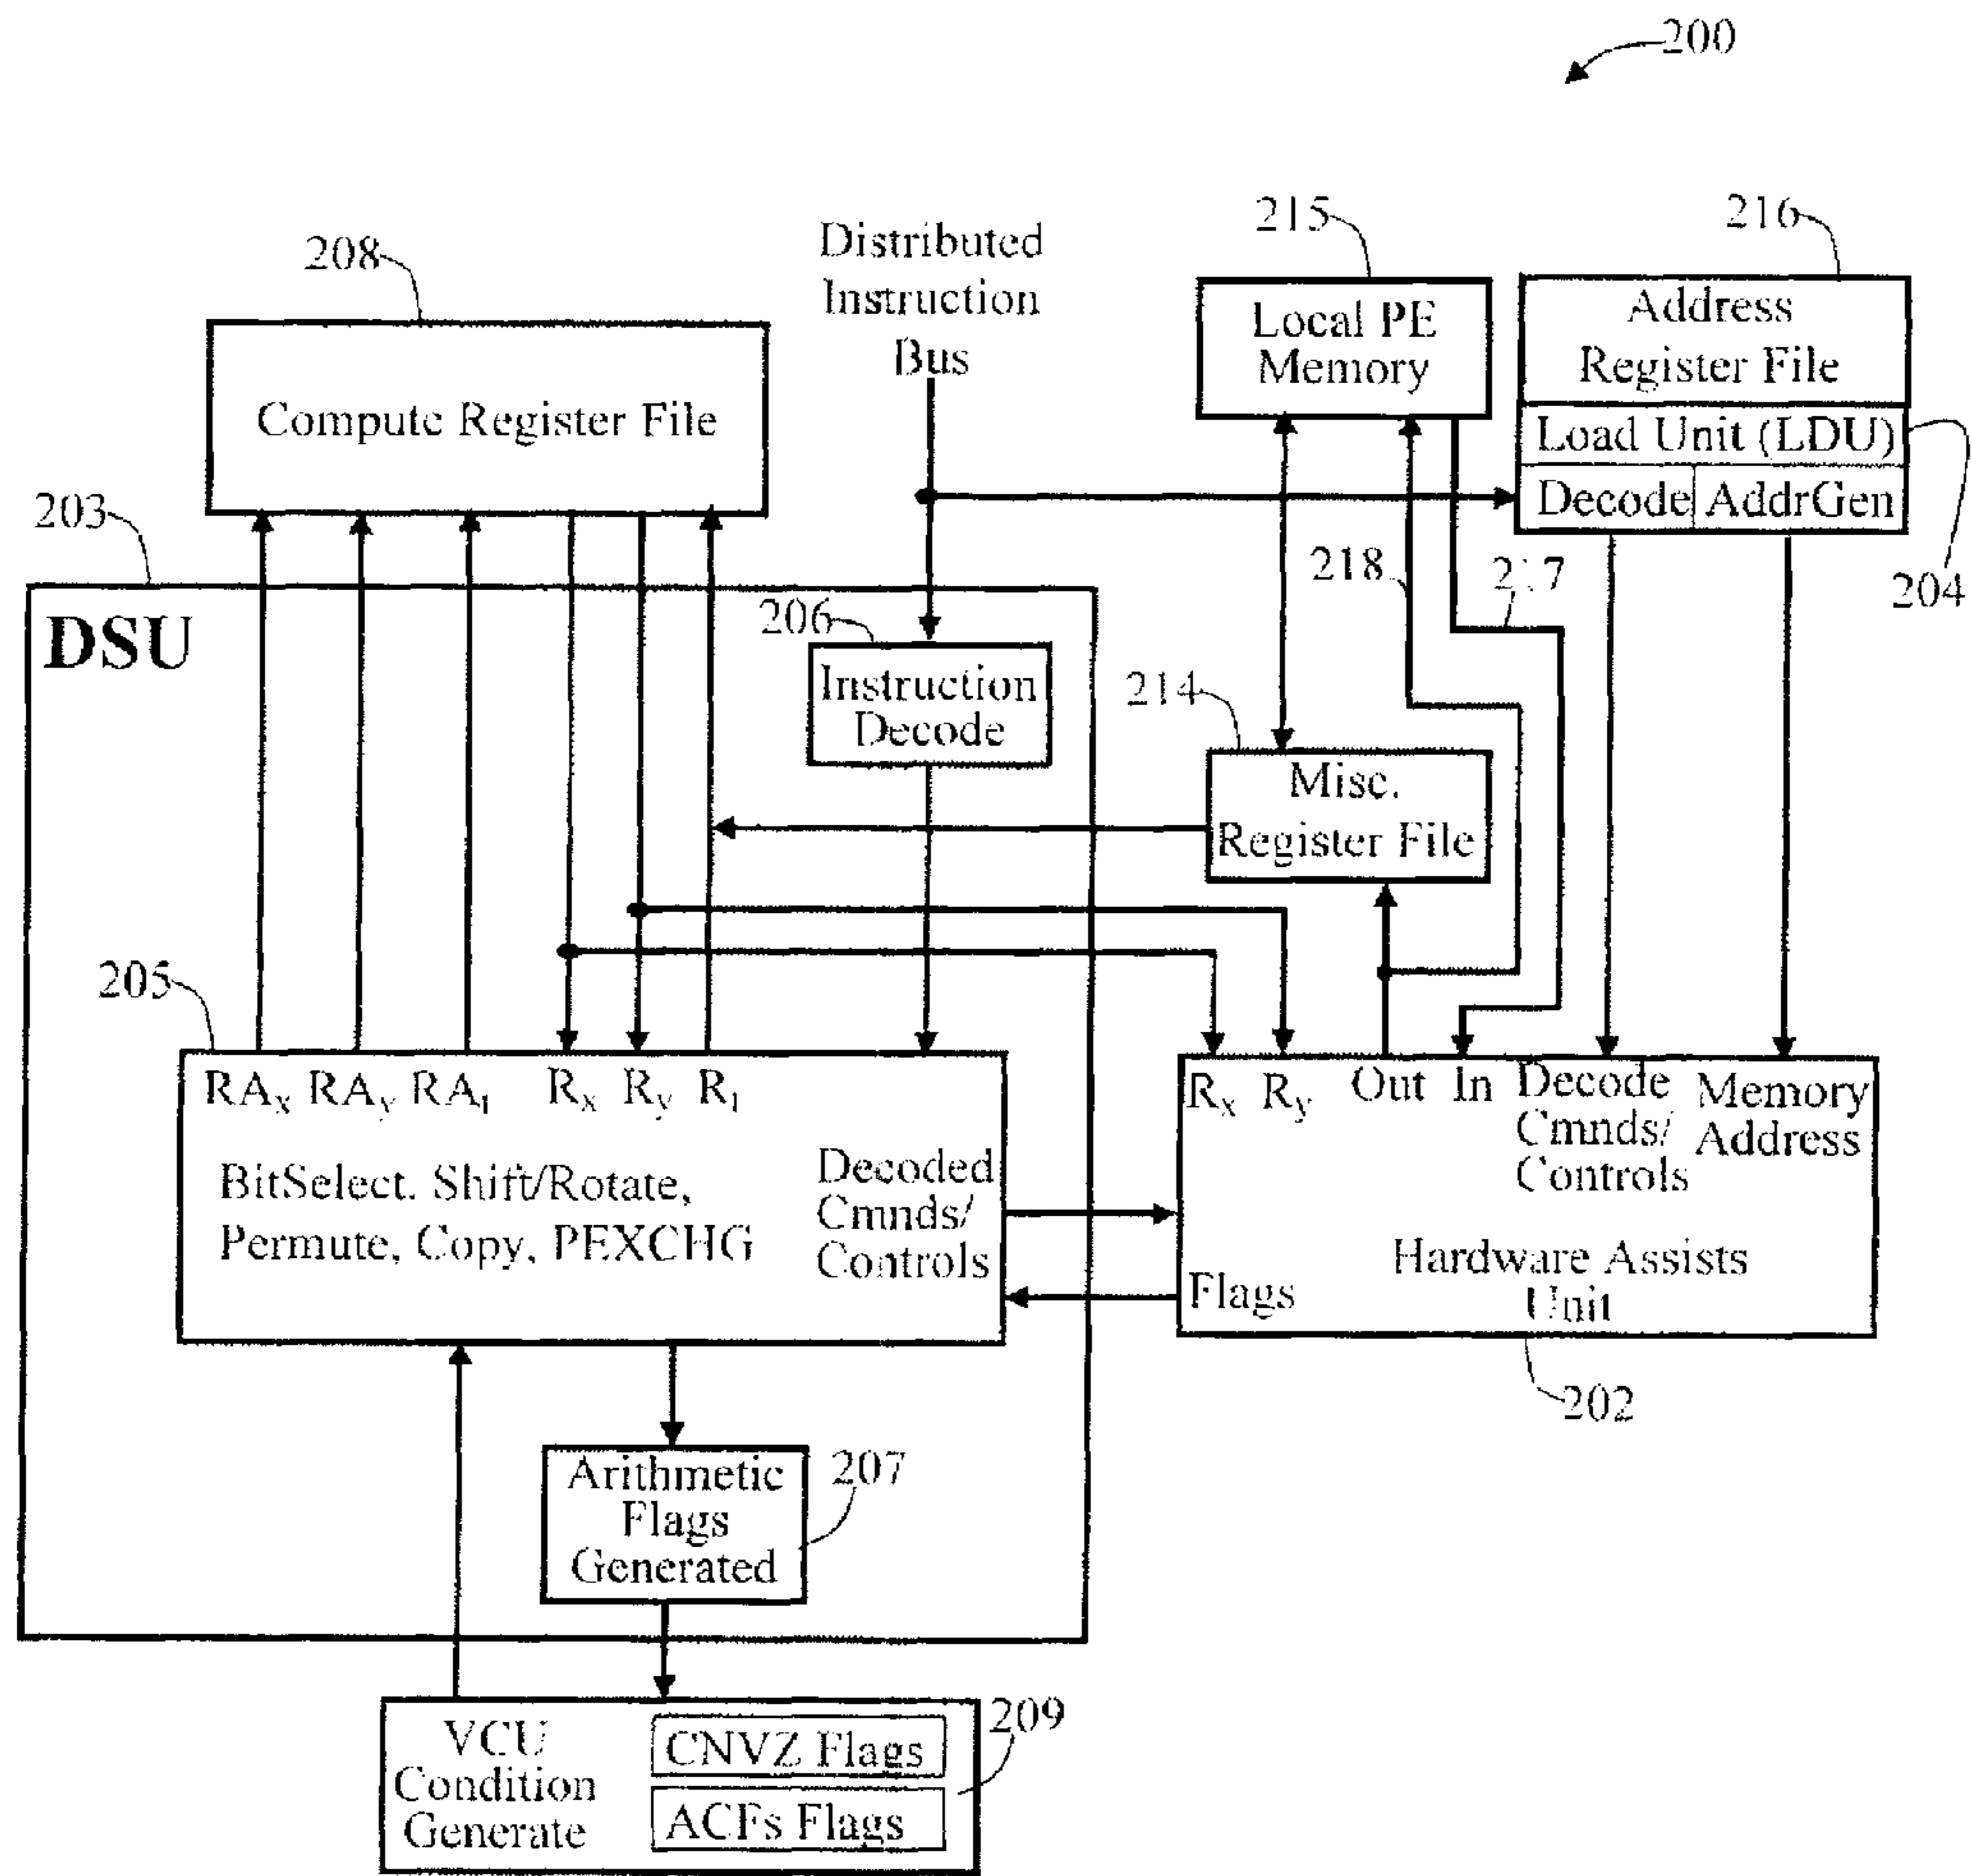 200
215
216
208
Distributed
Instruction
Bus
Local PE
Memory
Address
Register File
Compute Register File
Load Unit (LDU)
Decode AddrGen
203
218
217
204
DSU
206
Instruction
Decode
214
Misc.
Register File
205
RAx RAy RAt Rx Ry Rt
Decoded
Cmnds/
Controls
BitSelect. Shift/Rotate,
Permute, Copy, PEXCHG
Rx Ry Out In
Decode
Cmnds/
Controls
Memory
Address
Flags
Hardware Assists
Unit
202
Arithmetic
Flags
Generated
207
VCU
Condition
Generate
CNVZ Flags
ACFs Flags
209